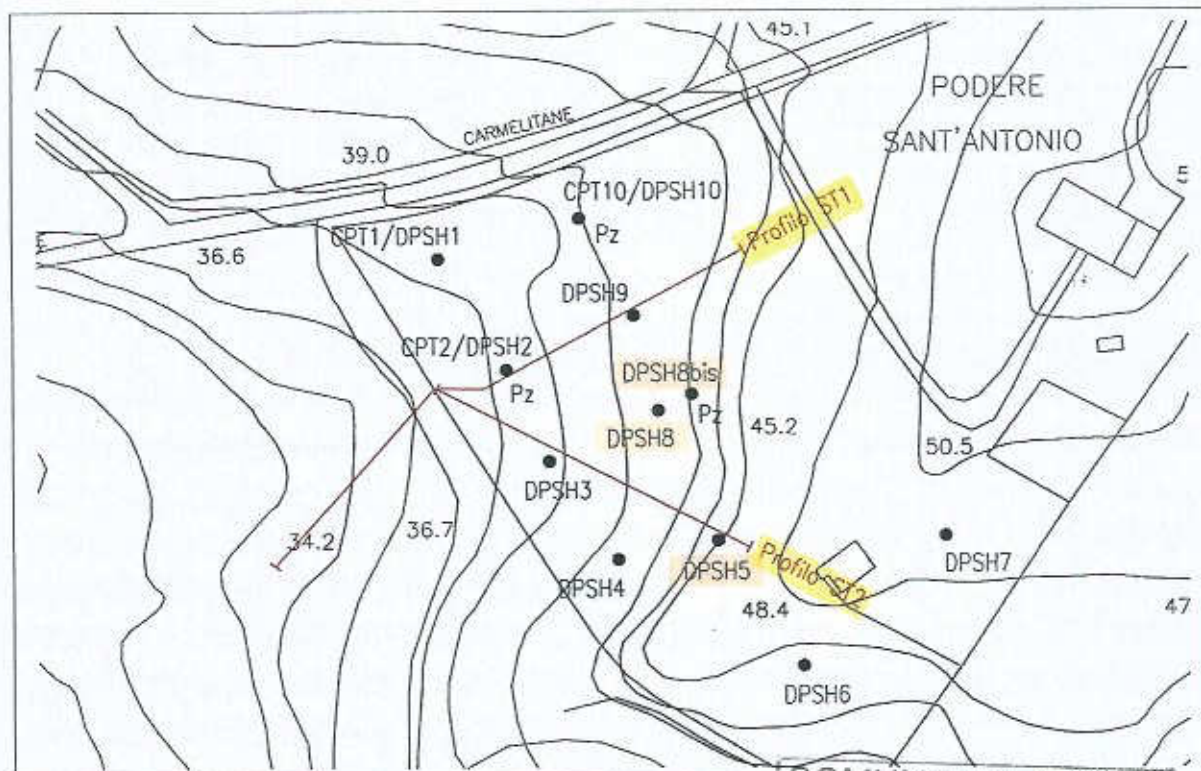 45.1
PODERE
SANT'ANTONIO
CARMELITANE
39.0
CPT10/DPSH10
Pz
Profilo ST1
CPT1/DPSH1
36.6
DPSH9
CPT2/DPSH2
Pz
DPSH8bis
Pz
DPSH8
45.2
50.5
DPSH3
34.2
36.7
DPSH5
DPSH4
DPSH7
Profilo ST2
48.4
47
DPSH6